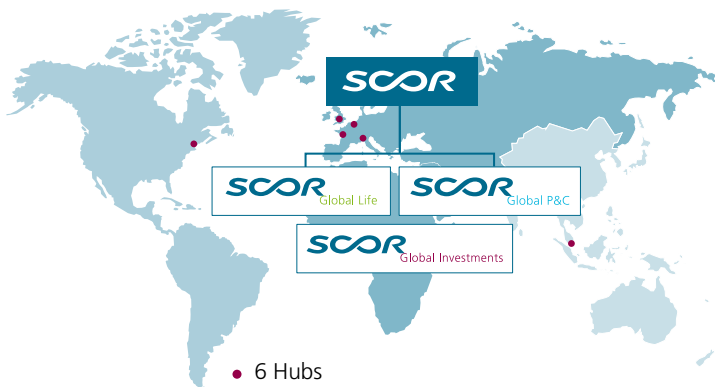 SCOR
SCOR
Global Life
SCOR
Global P&C
SCOR
Global Investments
6 Hubs